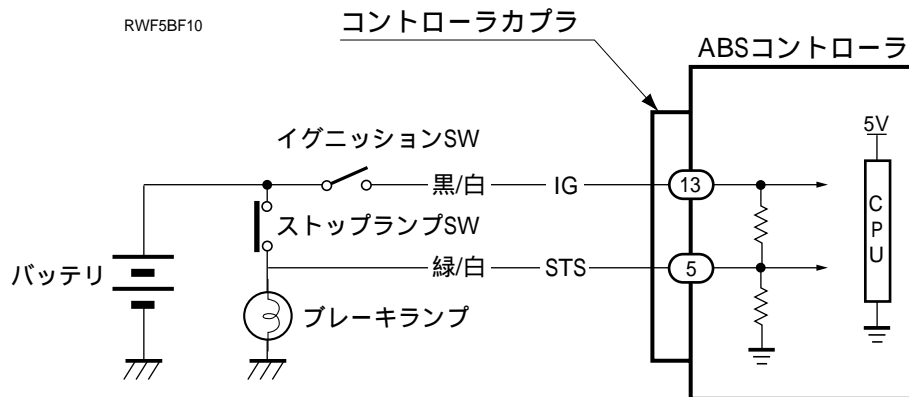 RWF5BF10
コントローラカプラ
ABSコントローラ
5V
イグニッションSW
黒/白
IG
13
CPU
ストップランプSW
緑/白
STS
5
バッテリ
ブレーキランプ